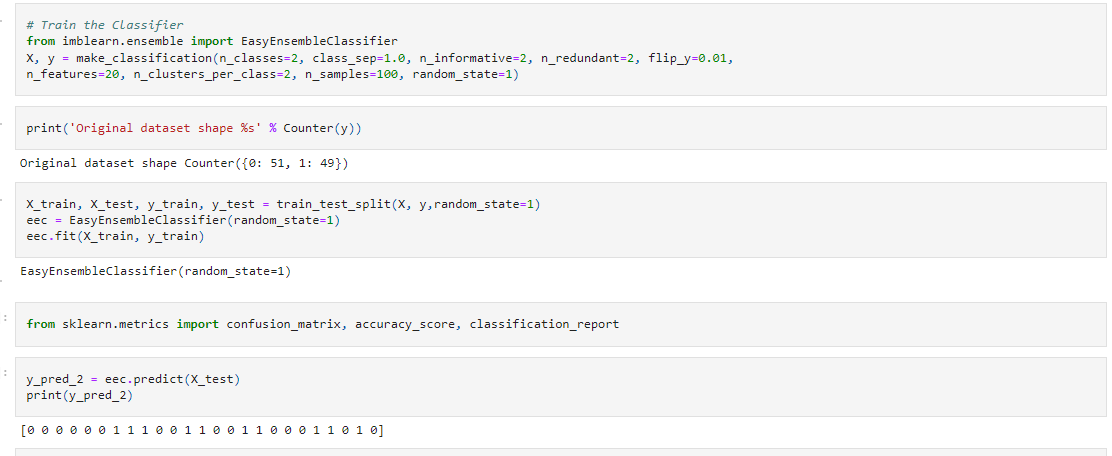 # Train the Classifier
from imblearn.ensemble import EasyEnsembleClassifier
X, y = make_classification(n_classes=2, class_sep=1.0, n_informative=2, n_redundant=2, flip_y=0.01,
n_features=20, n_clusters_per_class=2, n_samples=100, random_state=1)
print('Original dataset shape %s' % Counter(y))
Original dataset shape Counter({0: 51, 1: 49})
X_train, X_test, y_train, y_test = train_test_split(X, y,random_state=1)
eec = EasyEnsembleClassifier(random_state=1)
eec.fit(X_train, y_train)
EasyEnsembleClassifier(random_state=1)
:
from sklearn.metrics import confusion_matrix, accuracy_score, classification_report
:
y_pred_2 = eec.predict(X_test)
print(y_pred_2)
[0 0 0 0 0 0 1 1 1 0 0 1 1 0 0 1 1 0 0 0 1 1 0 1 0]